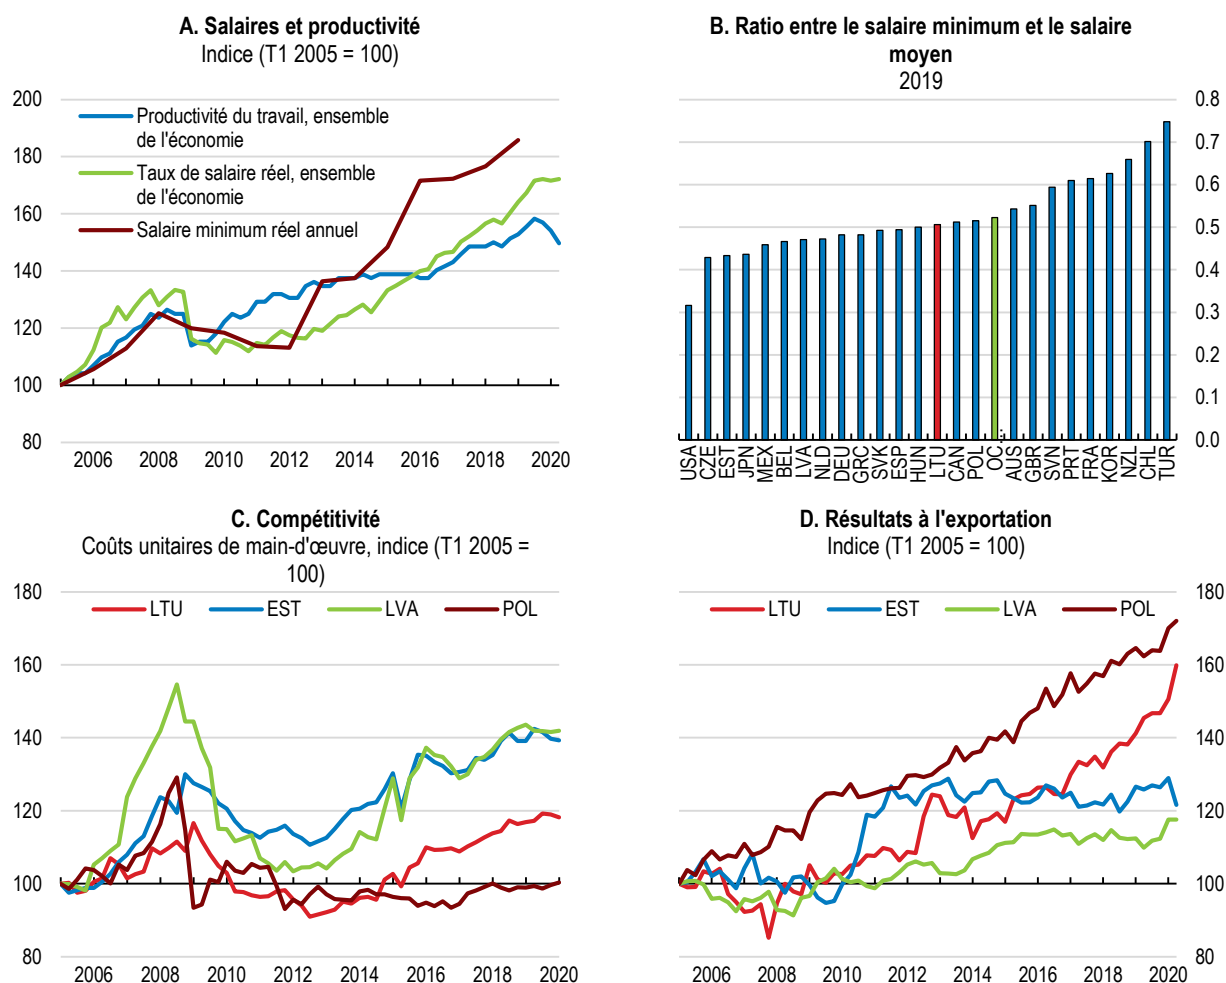 A. Salaires et productivité
Indice (T1 2005 = 100)
200
180
160
140
120
100
80
Productivité du travail, ensemble
de l'économie
Taux de salaire réel, ensemble
de l'économie
Salaire minimum réel annuel
2006 2008 2010 2012 2014 2016 2018 2020
B. Ratio entre le salaire minimum et le salaire
moyen
2019
0.8
0.7
0.6
0.5
0.4
0.3
0.2
0.1
0.0
USA CZE EST JPN MEX BEL LVA NLD DEU GRC SVK ESP HUN LTU CAN POL OC… AUS GBR SVN PRT FRA KOR NZL CHL TUR
C. Compétitivité
Coûts unitaires de main-d'œuvre, indice (T1 2005 =
100)
180
160
140
120
100
80
LTU EST LVA POL
2006 2008 2010 2012 2014 2016 2018 2020
D. Résultats à l'exportation
Indice (T1 2005 = 100)
LTU EST LVA POL
180
160
140
120
100
80
2006 2008 2010 2012 2014 2016 2018 2020